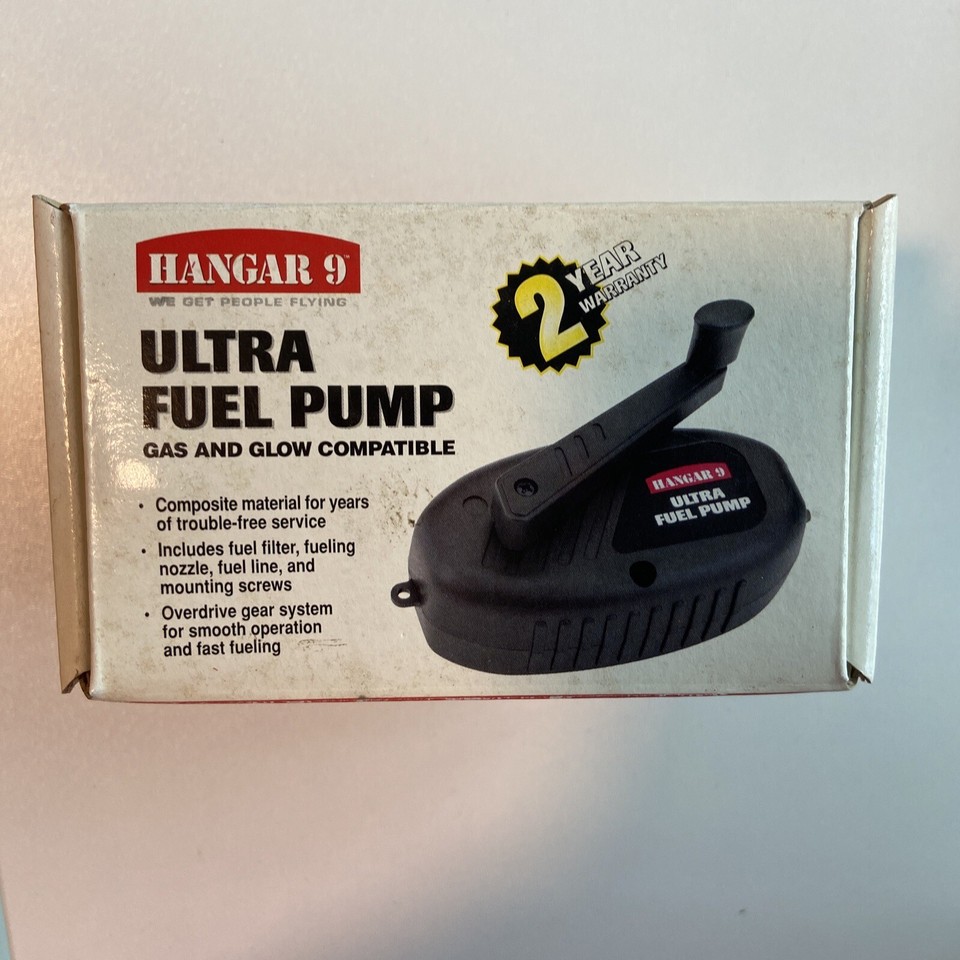 HANGAR 9™
WE GET PEOPLE FLYING
2 YEAR
WARRANTY
ULTRA
FUEL PUMP
GAS AND GLOW COMPATIBLE
• Composite material for years
of trouble-free service
• Includes fuel filter, fueling
nozzle, fuel line, and
mounting screws
• Overdrive gear system
for smooth operation
and fast fueling
HANGAR 9
ULTRA
FUEL PUMP